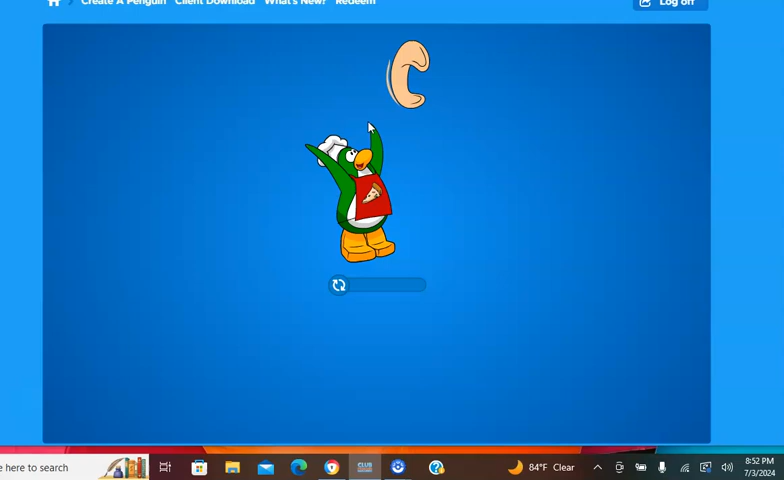 Create A Penguin Client Download What's New? Redeem Log off
e here to search CLUB 84°F Clear 8:52 PM
7/3/2024